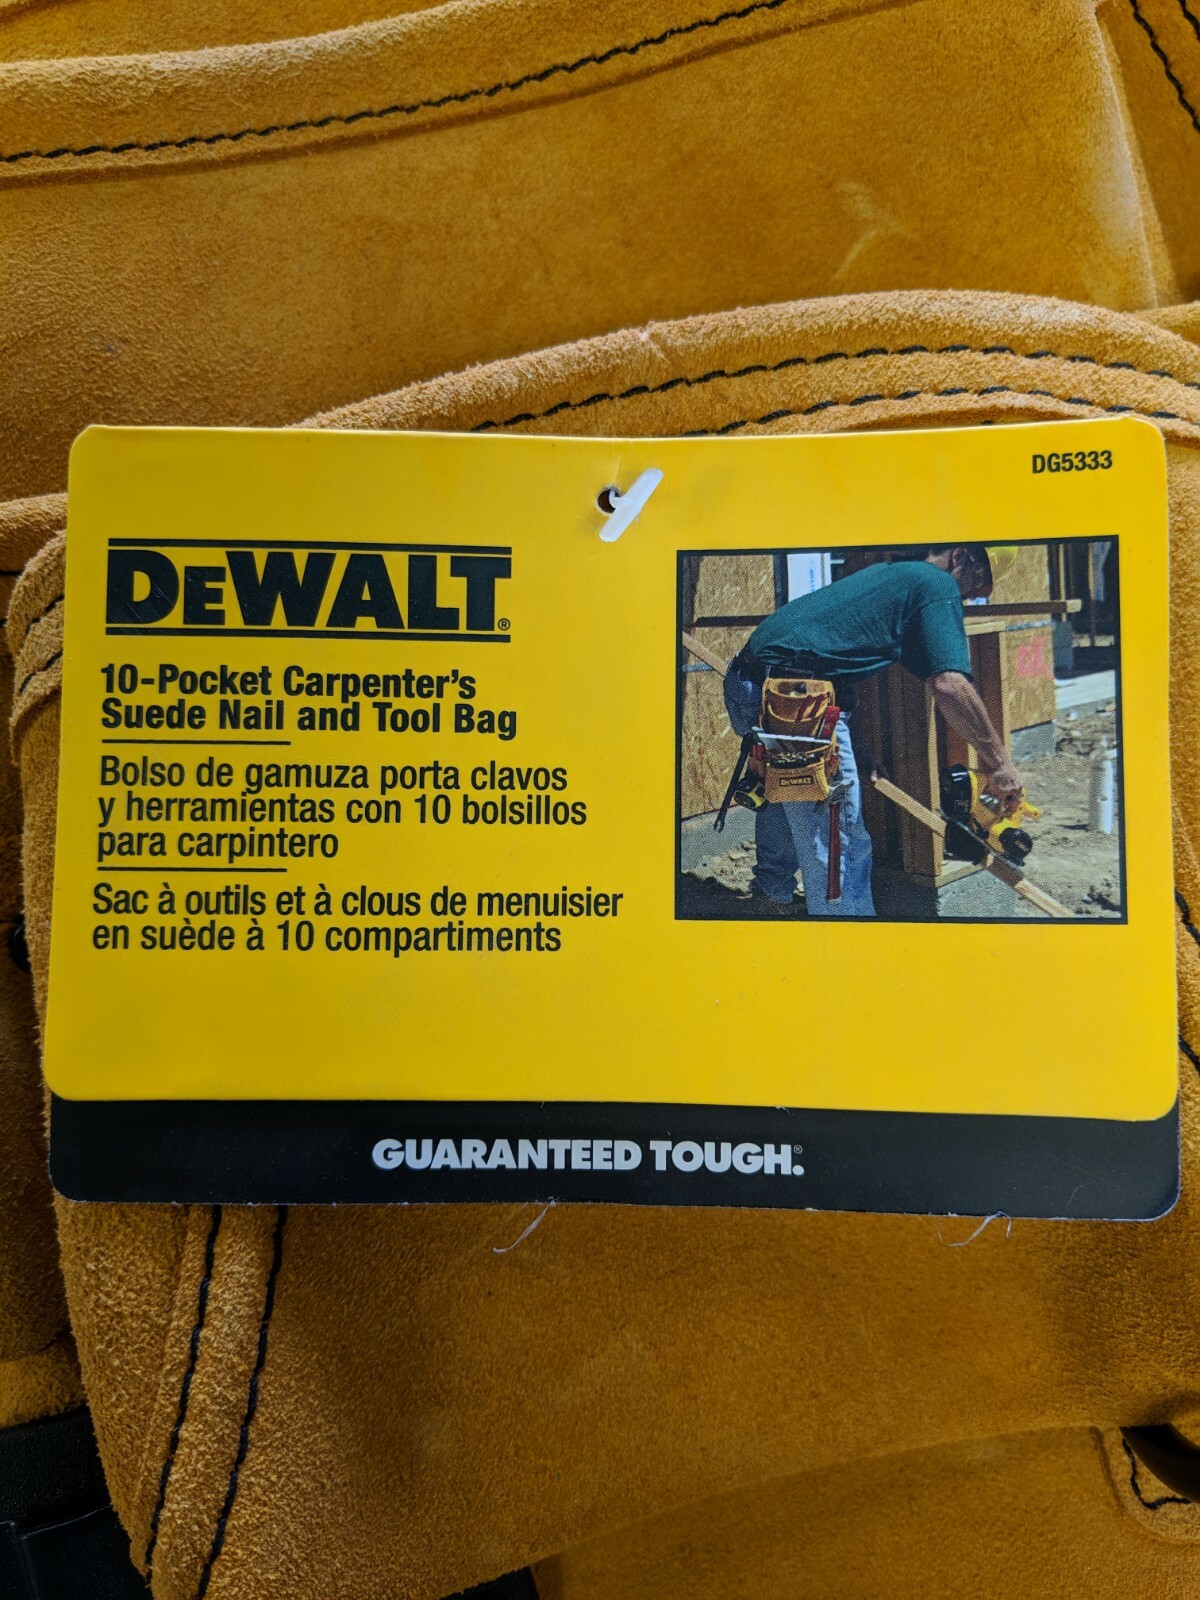 DG5333
DEWALT®
10-Pocket Carpenter's
Suede Nail and Tool Bag
Bolso de gamuza porta clavos
y herramientas con 10 bolsillos
para carpintero
Sac à outils et à clous de menuisier
en suède à 10 compartiments
DEWALT
GUARANTEED TOUGH.®